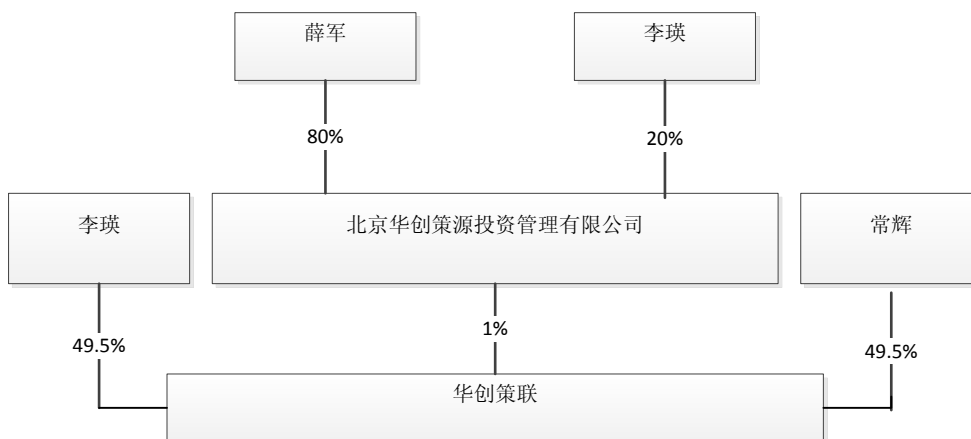 薛军
李瑛
80%
20%
李瑛
北京华创策源投资管理有限公司
常辉
49.5%
1%
49.5%
华创策联